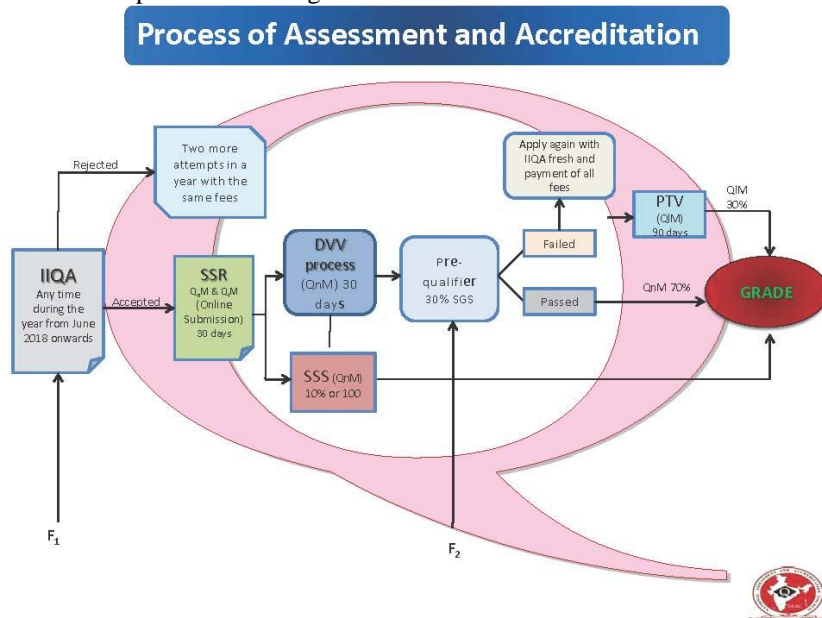 Process of Assessment and Accreditation
Two more
attempts in a
year with the
same fees
Rejected
Apply again with
IIQA fresh and
payment of all
fees
PTV
(QlM)
90 days
QlM
30%
IIQA
Any time
during the
year from June
2018 onwards
Accepted
SSR
QnM & QlM
(Online
Submission)
30 days
DVV
process
(QnM) 30
days
Pre-
qualifier
30% SGS
Failed
Passed
QnM 70%
GRADE
SSS (QnM)
10% or 100
F1
F2